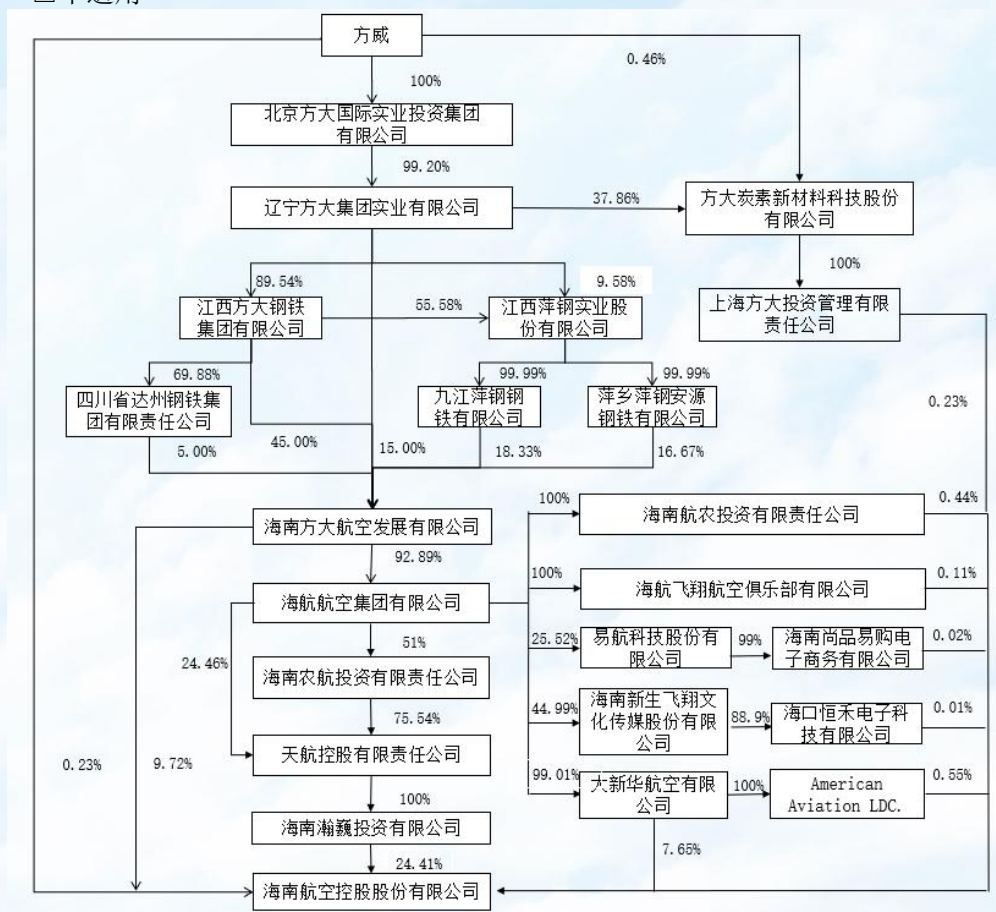 方威
0.46%
100%
北京方大国际实业投资集团
有限公司
99.20%
辽宁方大集团实业有限公司
37.86%
方大炭素新材料科技股份
有限公司
100%
89.54%
9.58%
江西方大钢铁
集团有限公司
55.58%
江西萍钢实业股
份有限公司
上海方大投资管理有限
责任公司
69.88%
99.99%
99.99%
四川省达州钢铁集
团有限责任公司
九江萍钢钢
铁有限公司
萍乡萍钢安源
钢铁有限公司
0.23%
5.00%
45.00%
15.00%
18.33%
16.67%
海南方大航空发展有限公司
100%
海南航农投资有限责任公司
0.44%
92.89%
海航航空集团有限公司
100%
海航飞翔航空俱乐部有限公司
0.11%
24.46%
51%
25.52%
易航科技股份有
限公司
99%
海南尚品易购电
子商务有限公司
0.02%
海南农航投资有限责任公司
75.54%
44.99%
海南新生飞翔文
化传媒股份有限
公司
88.9%
海口恒禾电子科
技有限公司
0.01%
天航控股有限责任公司
0.23%
9.72%
99.01%
大新华航空有限
公司
100%
American
Aviation LDC.
0.55%
100%
海南瀚巍投资有限公司
24.41%
7.65%
海南航空控股股份有限公司